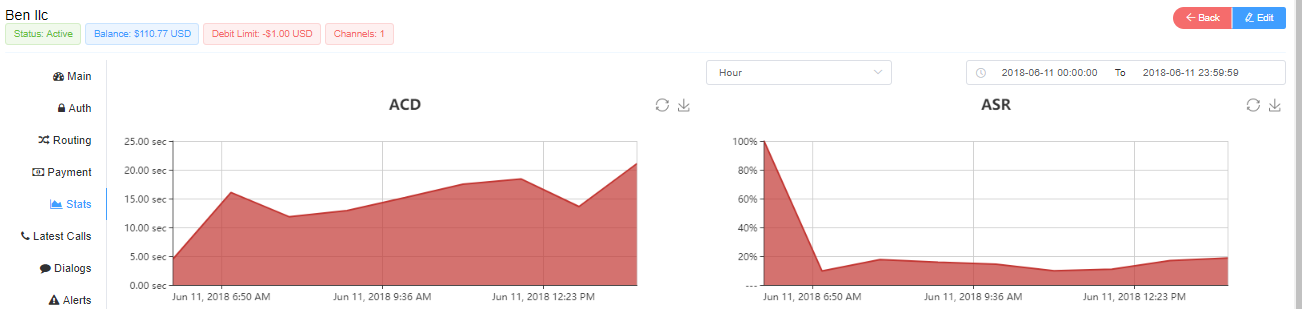 Ben llc
Back
Edit
Status: Active
Balance: $110.77 USD
Debit Limit: -$1.00 USD
Channels: 1
Main
Auth
Routing
Payment
Stats
Latest Calls
Dialogs
Alerts
Hour
2018-06-11 00:00:00 To 2018-06-11 23:59:59
ACD
25.00 sec
20.00 sec
15.00 sec
10.00 sec
5.00 sec
0.00 sec
Jun 11, 2018 6:50 AM
Jun 11, 2018 9:36 AM
Jun 11, 2018 12:23 PM
ASR
100%
80%
60%
40%
20%
---
Jun 11, 2018 6:50 AM
Jun 11, 2018 9:36 AM
Jun 11, 2018 12:23 PM